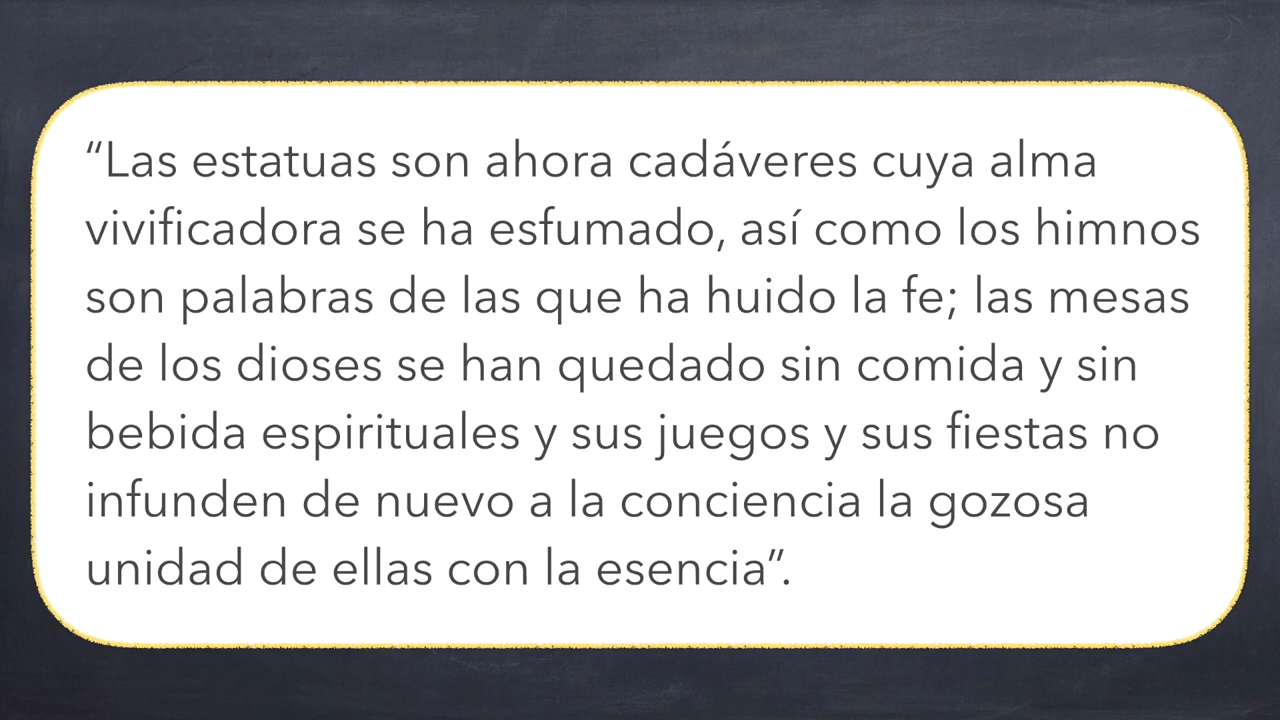 “Las estatuas son ahora cadáveres cuya alma
vivificadora se ha esfumado, así como los himnos
son palabras de las que ha huido la fe; las mesas
de los dioses se han quedado sin comida y sin
bebida espirituales y sus juegos y sus fiestas no
infunden de nuevo a la conciencia la gozosa
unidad de ellas con la esencia”.